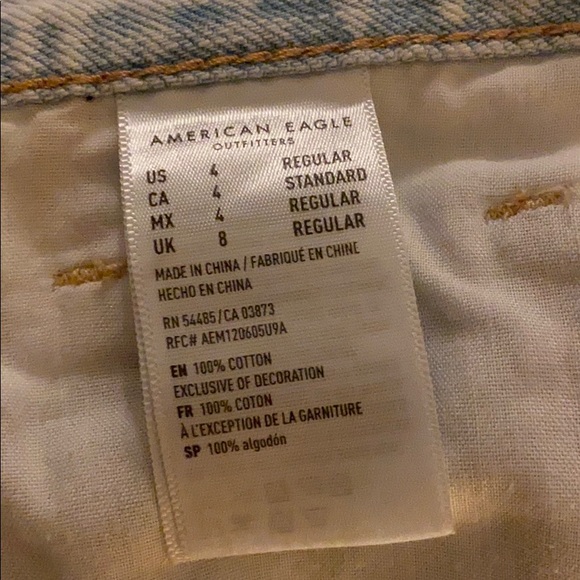 AMERICAN EAGLE
OUTFITTERS
US 4 REGULAR
CA 4 STANDARD
MX 4 REGULAR
UK 8 REGULAR
MADE IN CHINA / FABRIQUÉ EN CHINE
HECHO EN CHINA
RN 54485/CA 03873
RFC# AEM120605U9A
EN 100% COTTON
EXCLUSIVE OF DECORATION
FR 100% COTON
À L'EXCEPTION DE LA GARNITURE
SP 100% algodón